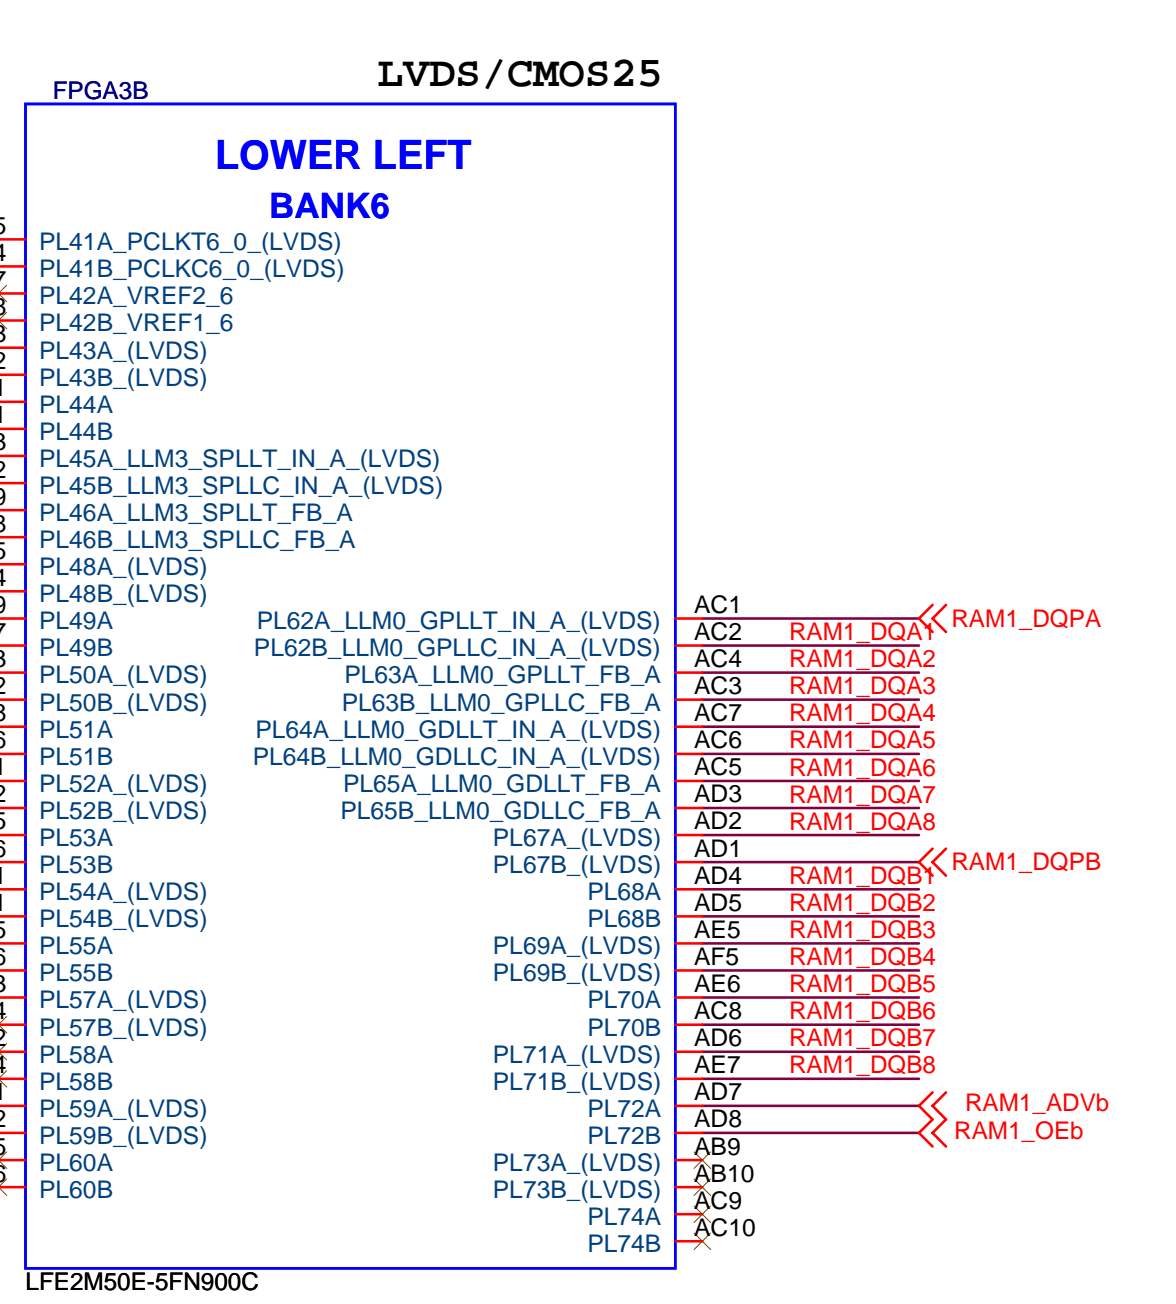 LVDS/CMOS25
FPGA3B
LOWER LEFT
BANK6
PL41A_PCLKT6_0_(LVDS)
PL41B_PCLKC6_0_(LVDS)
PL42A_VREF2_6
PL42B_VREF1_6
PL43A_(LVDS)
PL43B_(LVDS)
PL44A
PL44B
PL45A_LLM3_SPLLT_IN_A_(LVDS)
PL45B_LLM3_SPLLC_IN_A_(LVDS)
PL46A_LLM3_SPLLT_FB_A
PL46B_LLM3_SPLLC_FB_A
PL48A_(LVDS)
PL48B_(LVDS)
PL49A PL62A_LLM0_GPLLT_IN_A_(LVDS) AC1 RAM1_DQPA
PL49B PL62B_LLM0_GPLLC_IN_A_(LVDS) AC2 RAM1_DQA1
PL50A_(LVDS) PL63A_LLM0_GPLLT_FB_A AC4 RAM1_DQA2
PL50B_(LVDS) PL63B_LLM0_GPLLC_FB_A AC3 RAM1_DQA3
PL51A PL64A_LLM0_GDLLT_IN_A_(LVDS) AC7 RAM1_DQA4
PL51B PL64B_LLM0_GDLLC_IN_A_(LVDS) AC6 RAM1_DQA5
PL52A_(LVDS) PL65A_LLM0_GDLLT_FB_A AC5 RAM1_DQA6
PL52B_(LVDS) PL65B_LLM0_GDLLC_FB_A AD3 RAM1_DQA7
PL53A PL67A_(LVDS) AD2 RAM1_DQA8
PL53B PL67B_(LVDS) AD1 RAM1_DQPB
PL54A_(LVDS) PL68A AD4 RAM1_DQB1
PL54B_(LVDS) PL68B AD5 RAM1_DQB2
PL55A PL69A_(LVDS) AE5 RAM1_DQB3
PL55B PL69B_(LVDS) AF5 RAM1_DQB4
PL57A_(LVDS) PL70A AE6 RAM1_DQB5
PL57B_(LVDS) PL70B AC8 RAM1_DQB6
PL58A PL71A_(LVDS) AD6 RAM1_DQB7
PL58B PL71B_(LVDS) AE7 RAM1_DQB8
PL59A_(LVDS) PL72A AD7 RAM1_ADVb
PL59B_(LVDS) PL72B AD8 RAM1_OEb
PL60A PL73A_(LVDS) AB9
PL60B PL73B_(LVDS) AB10
PL74A AC9
PL74B AC10
LFE2M50E-5FN900C